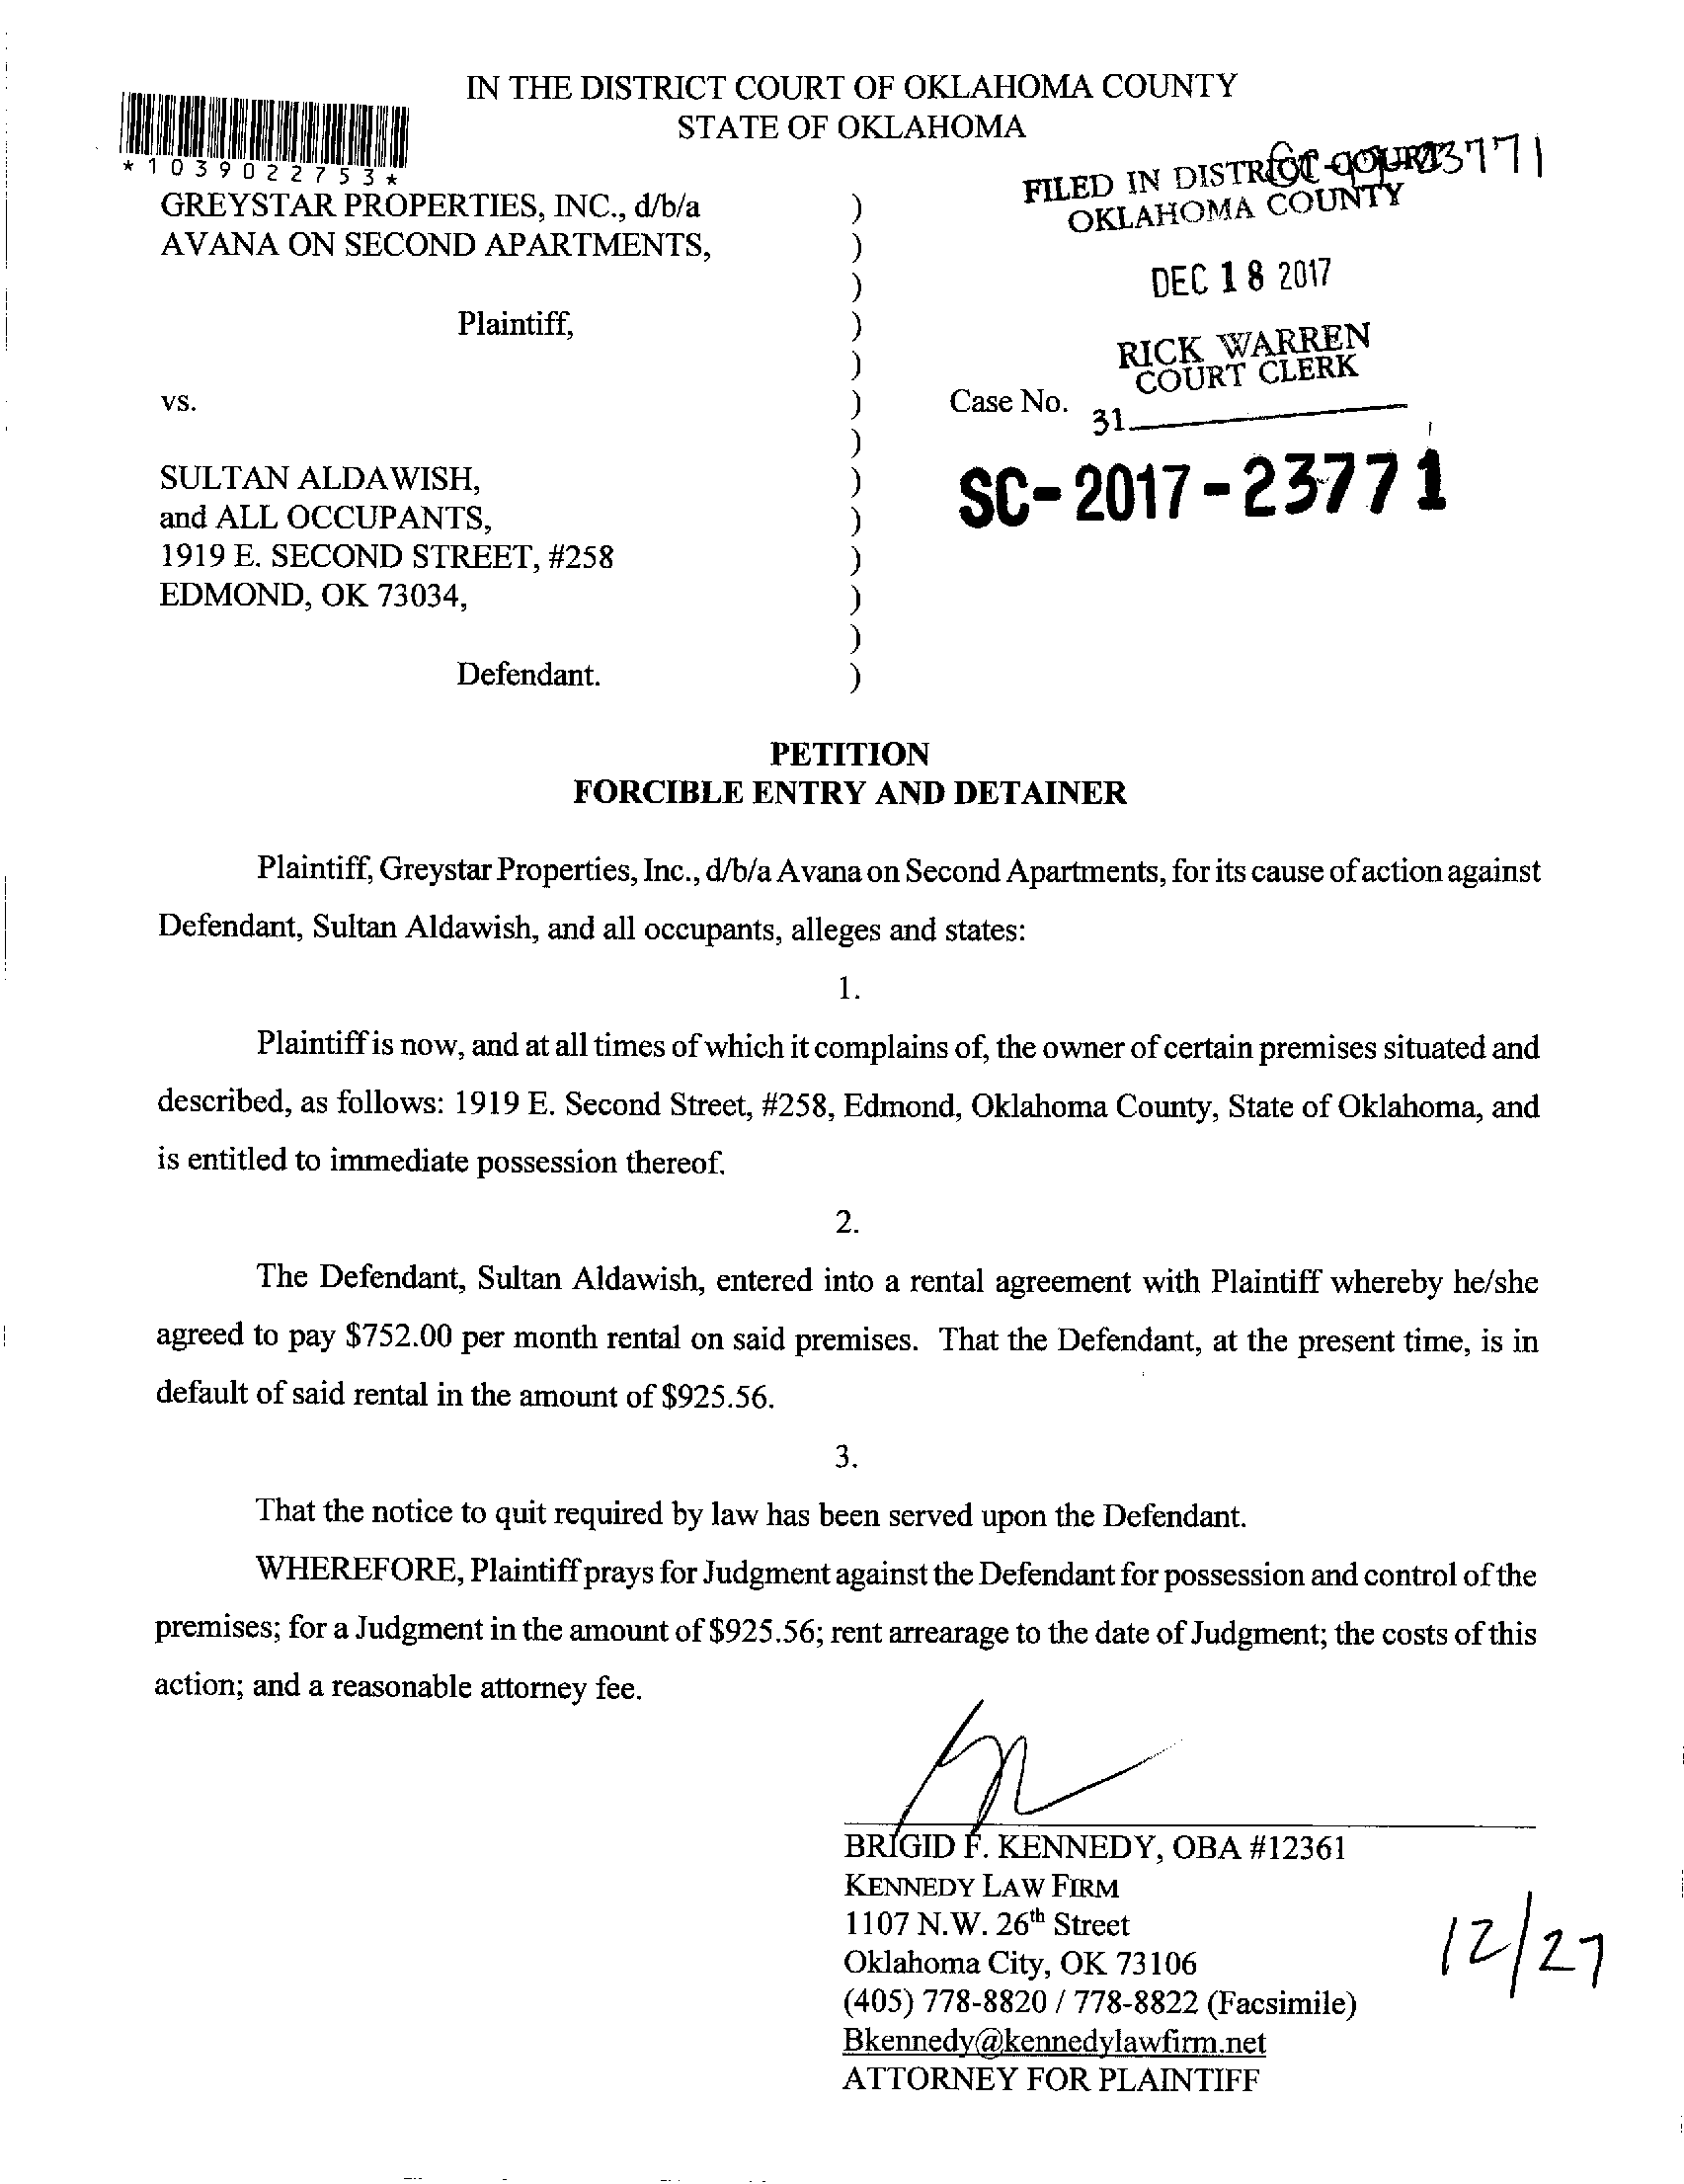 IN THE DISTRICT COURT OF OKLAHOMA COUNTY
STATE OF OKLAHOMA
*1039022753*
FILED IN DISTRICT COURT
OKLAHOMA COUNTY
23771
DEC 18 2017
RICK WARREN
COURT CLERK
31
GREYSTAR PROPERTIES, INC., d/b/a )
AVANA ON SECOND APARTMENTS, )
)
Plaintiff, )
)
vs. ) Case No.
)
SULTAN ALDAWISH, ) SC-2017-23771
and ALL OCCUPANTS, )
1919 E. SECOND STREET, #258 )
EDMOND, OK 73034, )
)
Defendant. )
PETITION
FORCIBLE ENTRY AND DETAINER
Plaintiff, Greystar Properties, Inc., d/b/a Avana on Second Apartments, for its cause of action against
Defendant, Sultan Aldawish, and all occupants, alleges and states:
1.
Plaintiff is now, and at all times of which it complains of, the owner of certain premises situated and
described, as follows: 1919 E. Second Street, #258, Edmond, Oklahoma County, State of Oklahoma, and
is entitled to immediate possession thereof.
2.
The Defendant, Sultan Aldawish, entered into a rental agreement with Plaintiff whereby he/she
agreed to pay $752.00 per month rental on said premises. That the Defendant, at the present time, is in
default of said rental in the amount of $925.56.
3.
That the notice to quit required by law has been served upon the Defendant.
WHEREFORE, Plaintiff prays for Judgment against the Defendant for possession and control of the
premises; for a Judgment in the amount of $925.56; rent arrearage to the date of Judgment; the costs of this
action; and a reasonable attorney fee.
BRIGID F. KENNEDY, OBA #12361
KENNEDY LAW FIRM
1107 N.W. 26th Street
Oklahoma City, OK 73106
(405) 778-8820 / 778-8822 (Facsimile)
Bkennedy@kennedylawfirm.net
ATTORNEY FOR PLAINTIFF
12/27